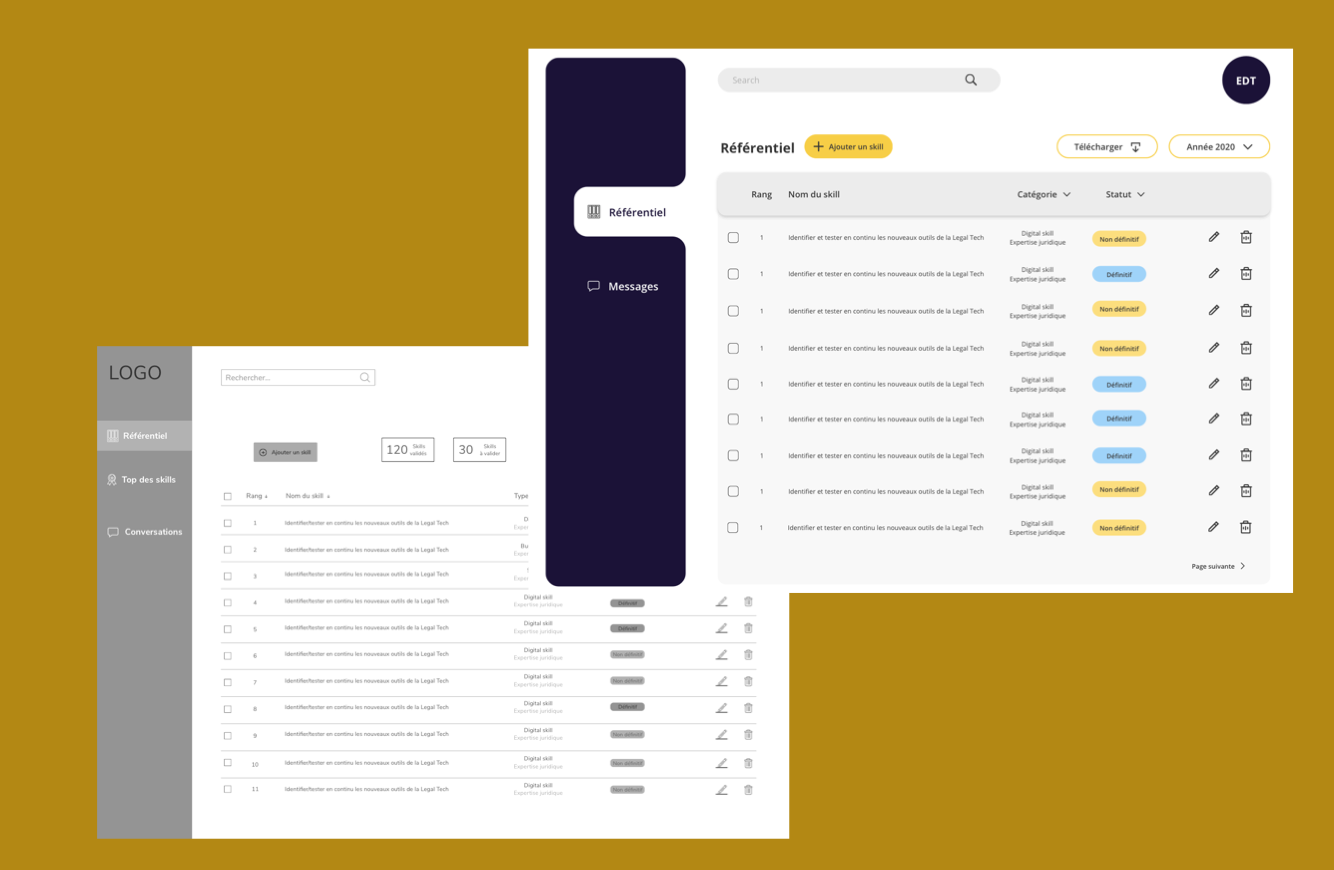 Search
EDT
Référentiel
+ Ajouter un skill
Télécharger
Année 2020
Rang Nom du skill Catégorie Statut
Référentiel
Messages
1 Identifier et tester en continu les nouveaux outils de la Legal Tech Digital skill Non définitif
Expertise juridique
1 Identifier et tester en continu les nouveaux outils de la Legal Tech Digital skill Définitif
Expertise juridique
1 Identifier et tester en continu les nouveaux outils de la Legal Tech Digital skill Non définitif
Expertise juridique
1 Identifier et tester en continu les nouveaux outils de la Legal Tech Digital skill Non définitif
Expertise juridique
1 Identifier et tester en continu les nouveaux outils de la Legal Tech Digital skill Définitif
Expertise juridique
1 Identifier et tester en continu les nouveaux outils de la Legal Tech Digital skill Définitif
Expertise juridique
1 Identifier et tester en continu les nouveaux outils de la Legal Tech Digital skill Définitif
Expertise juridique
1 Identifier et tester en continu les nouveaux outils de la Legal Tech Digital skill Non définitif
Expertise juridique
1 Identifier et tester en continu les nouveaux outils de la Legal Tech Digital skill Non définitif
Expertise juridique
Page suivante
LOGO
Rechercher...
Référentiel
Top des skills
Conversations
Ajouter un skill
120 Skills validés
30 Skills à valider
Rang Nom du skill Type
1 Identifier/tester en continu les nouveaux outils de la Legal Tech D
Exper
2 Identifier/tester en continu les nouveaux outils de la Legal Tech Bu
Expe
3 Identifier/tester en continu les nouveaux outils de la Legal Tech
Expe
4 Identifier/tester en continu les nouveaux outils de la Legal Tech Digital skill Définitif
Expertise juridique
5 Identifier/tester en continu les nouveaux outils de la Legal Tech Digital skill Définitif
Expertise juridique
6 Identifier/tester en continu les nouveaux outils de la Legal Tech Digital skill Non définitif
Expertise juridique
7 Identifier/tester en continu les nouveaux outils de la Legal Tech Digital skill Non définitif
Expertise juridique
8 Identifier/tester en continu les nouveaux outils de la Legal Tech Digital skill Définitif
Expertise juridique
9 Identifier/tester en continu les nouveaux outils de la Legal Tech Digital skill Non définitif
Expertise juridique
10 Identifier/tester en continu les nouveaux outils de la Legal Tech Digital skill Non définitif
Expertise juridique
11 Identifier/tester en continu les nouveaux outils de la Legal Tech Digital skill Non définitif
Expertise juridique